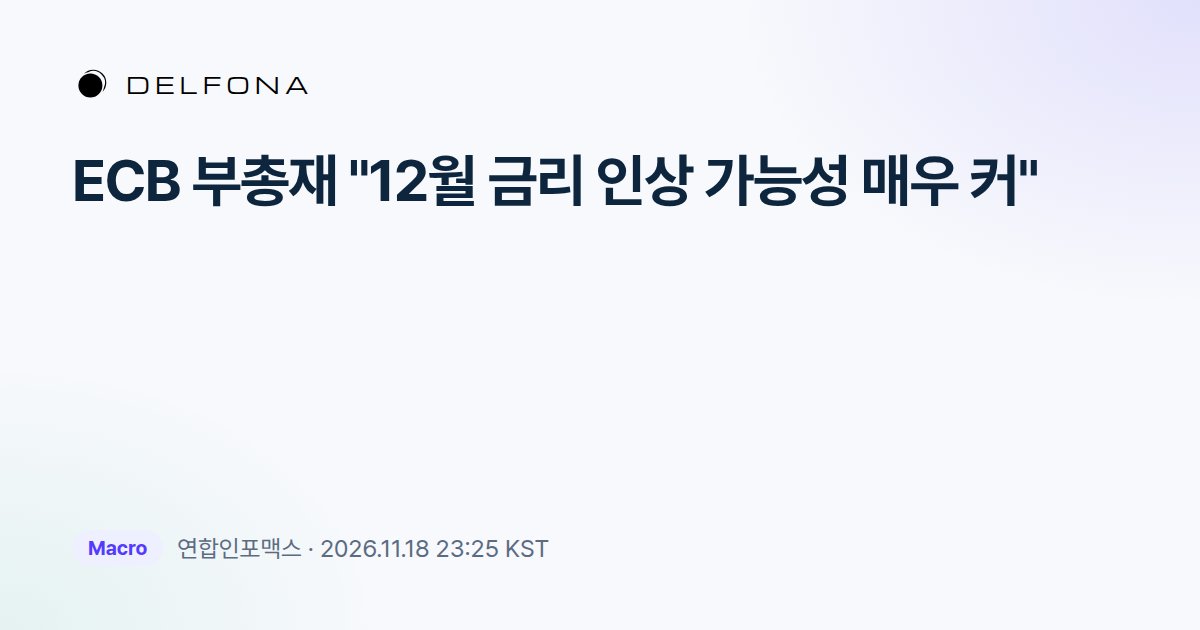 DELFONA
ECB 부총재 "12월 금리 인상 가능성 매우 커"
Macro 연합인포맥스 · 2026.11.18 23:25 KST